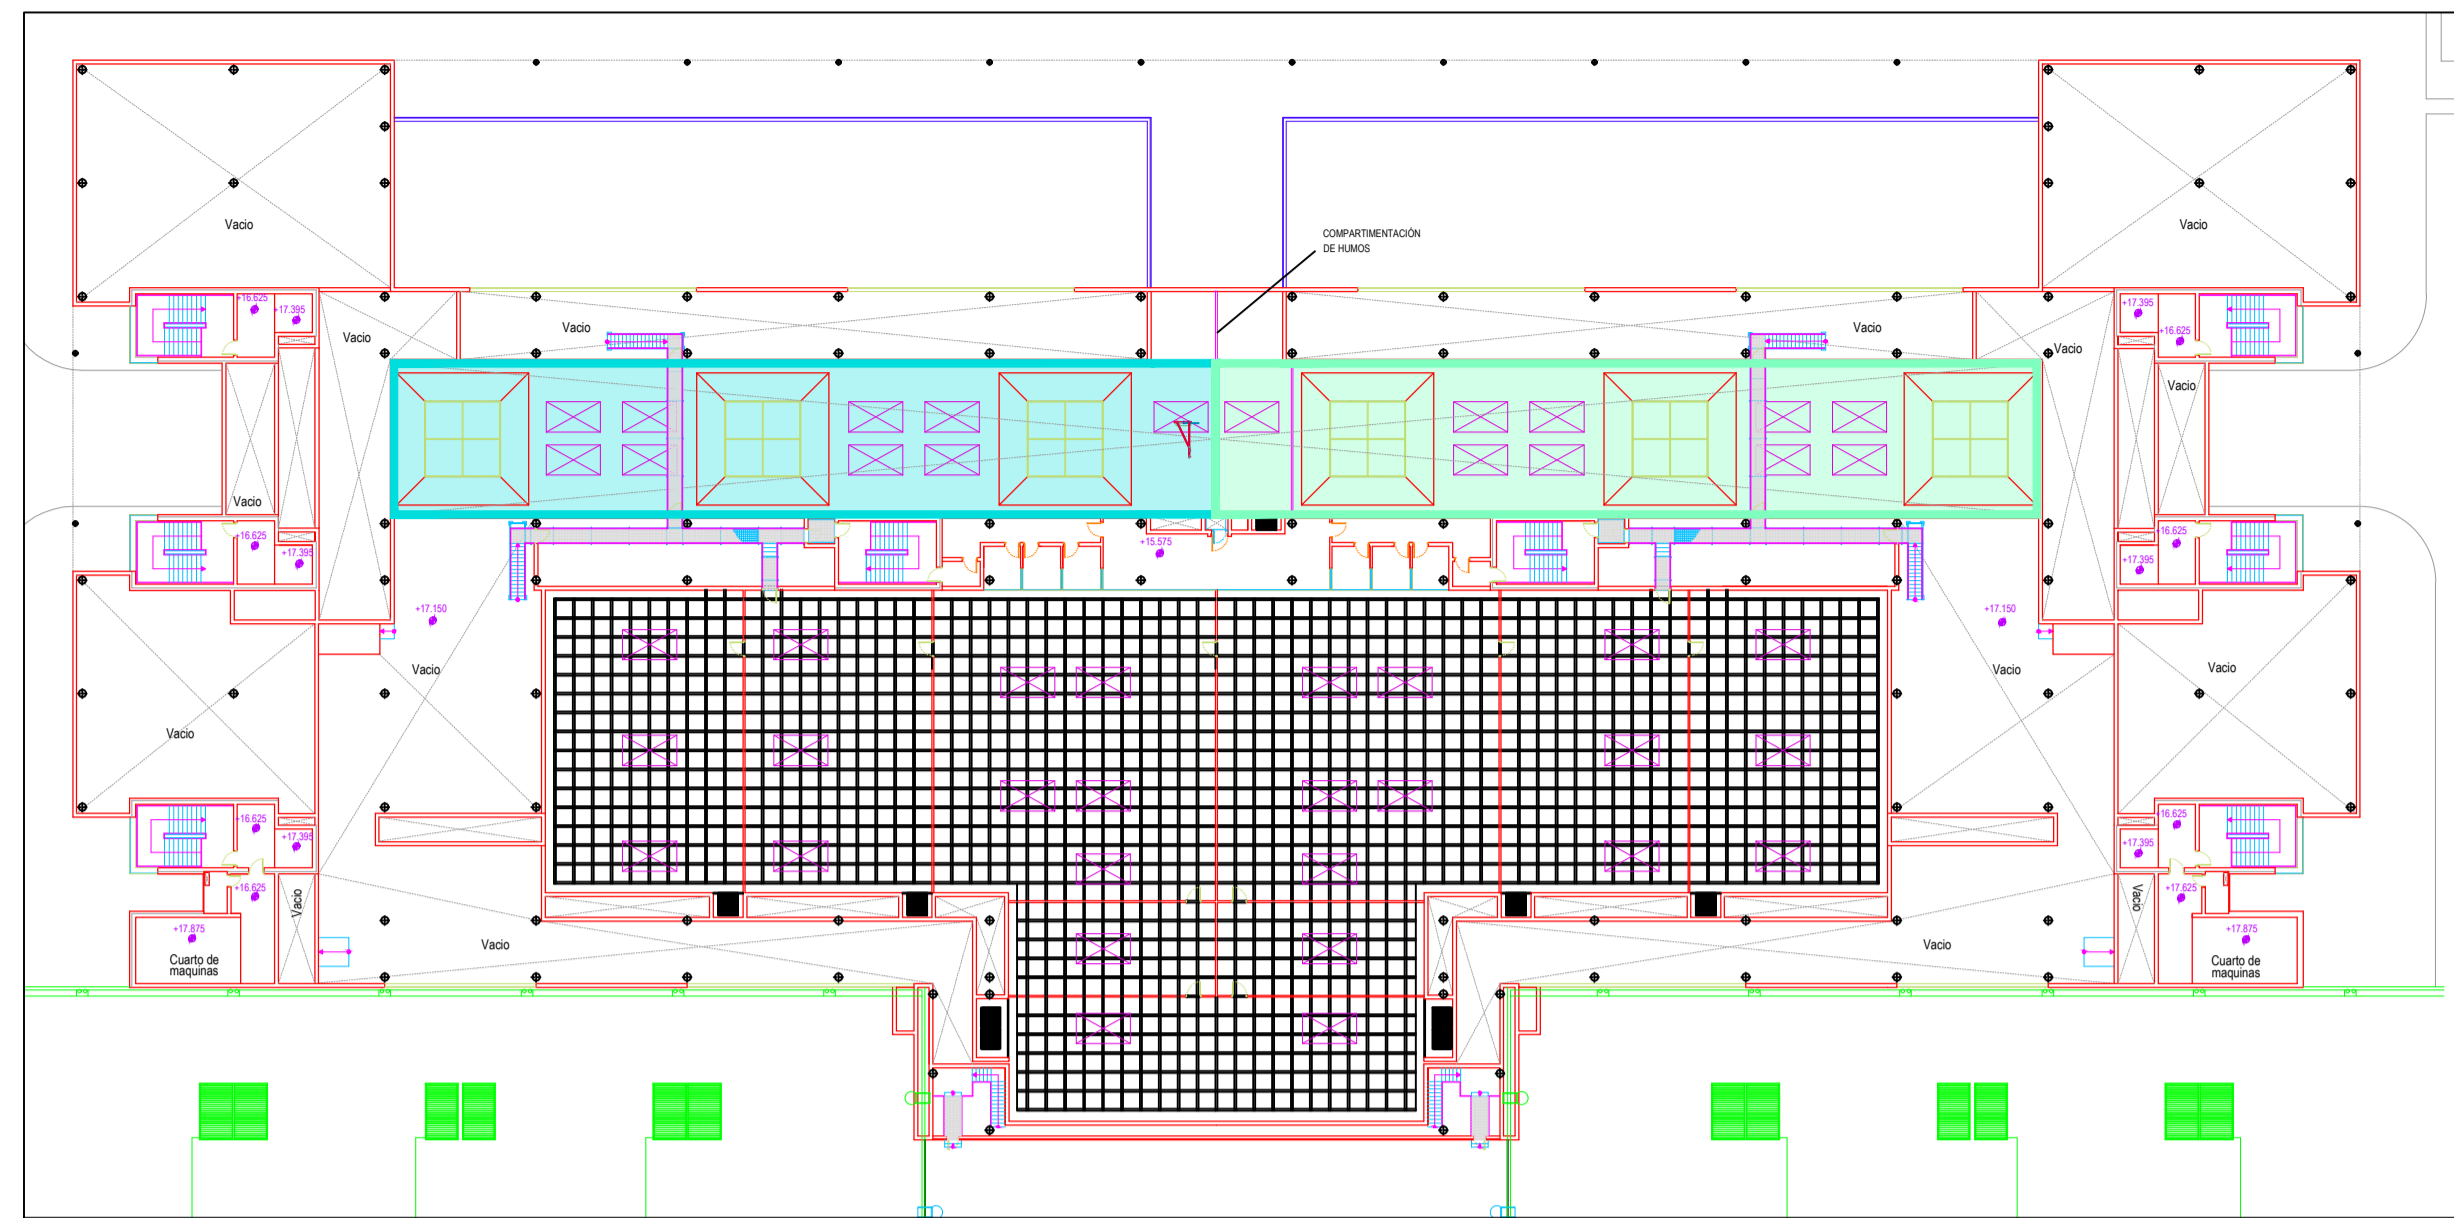 COMPARTIMENTACIÓN
DE HUMOS
Vacio
Vacio
+16.625
+17.395
Vacio
Vacio
Vacio
Vacio
+17.395
+16.625
Vacio
Vacio
+16.625
+17.395
+15.575
+16.625
+17.395
+17.150
+17.150
Vacio
Vacio
Vacio
Vacio
+16.625
+17.395
+16.625
+16.625
+17.395
+17.625
Vacio
Vacio
+17.875
Cuarto de
maquinas
Vacio
Vacio
+17.875
Cuarto de
maquinas